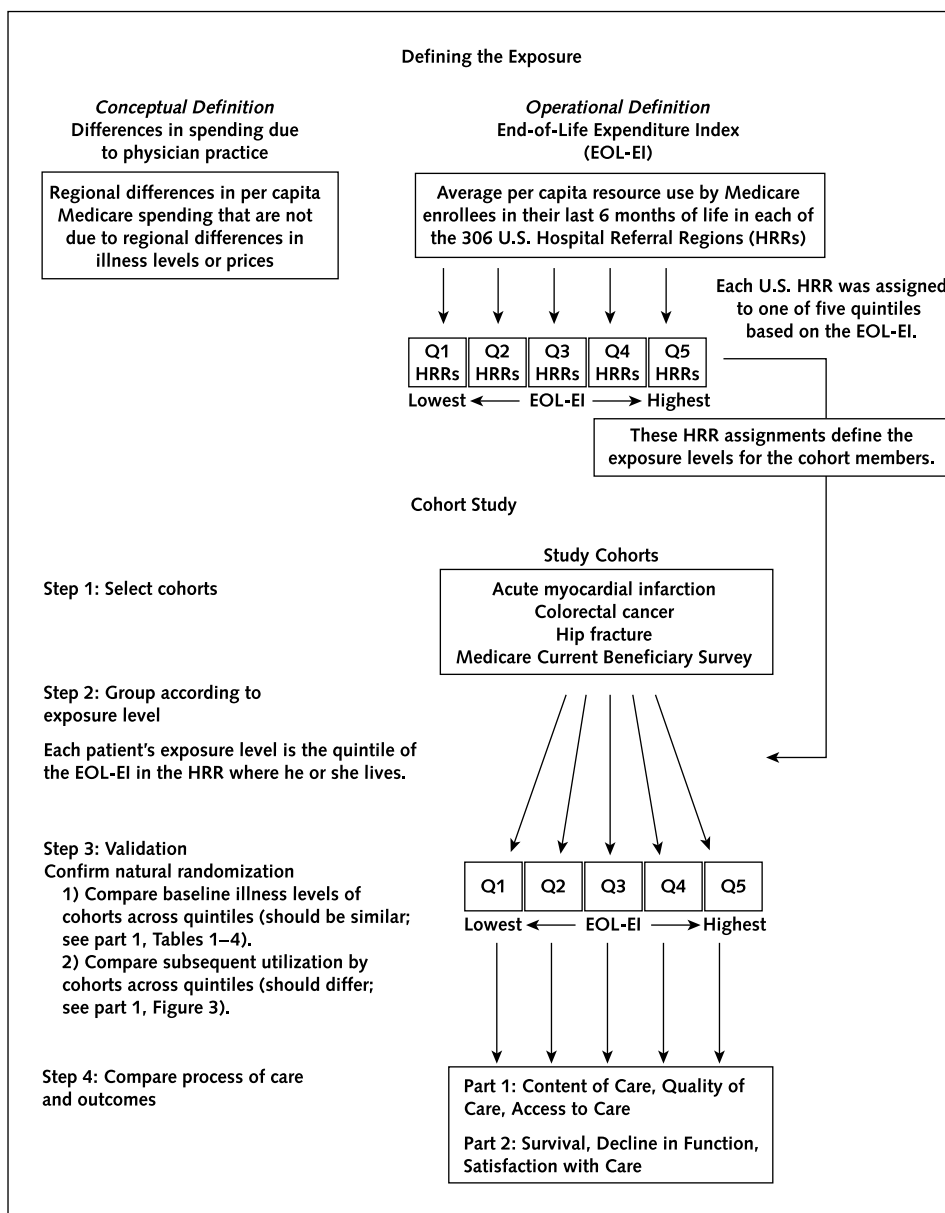 Defining the Exposure
Conceptual Definition
Differences in spending due
to physician practice
Regional differences in per capita
Medicare spending that are not
due to regional differences in
illness levels or prices
Operational Definition
End-of-Life Expenditure Index
(EOL-EI)
Average per capita resource use by Medicare
enrollees in their last 6 months of life in each of
the 306 U.S. Hospital Referral Regions (HRRs)
Each U.S. HRR was assigned
to one of five quintiles
based on the EOL-EI.
Q1 Q2 Q3 Q4 Q5
HRRs HRRs HRRs HRRs HRRs
Lowest EOL-EI Highest
These HRR assignments define the
exposure levels for the cohort members.
Cohort Study
Study Cohorts
Step 1: Select cohorts
Acute myocardial infarction
Colorectal cancer
Hip fracture
Medicare Current Beneficiary Survey
Step 2: Group according to
exposure level
Each patient's exposure level is the quintile of
the EOL-EI in the HRR where he or she lives.
Step 3: Validation
Confirm natural randomization
1) Compare baseline illness levels of
cohorts across quintiles (should be similar;
see part 1, Tables 1–4).
2) Compare subsequent utilization by
cohorts across quintiles (should differ;
see part 1, Figure 3).
Q1 Q2 Q3 Q4 Q5
Lowest EOL-EI Highest
Step 4: Compare process of care
and outcomes
Part 1: Content of Care, Quality of
Care, Access to Care
Part 2: Survival, Decline in Function,
Satisfaction with Care